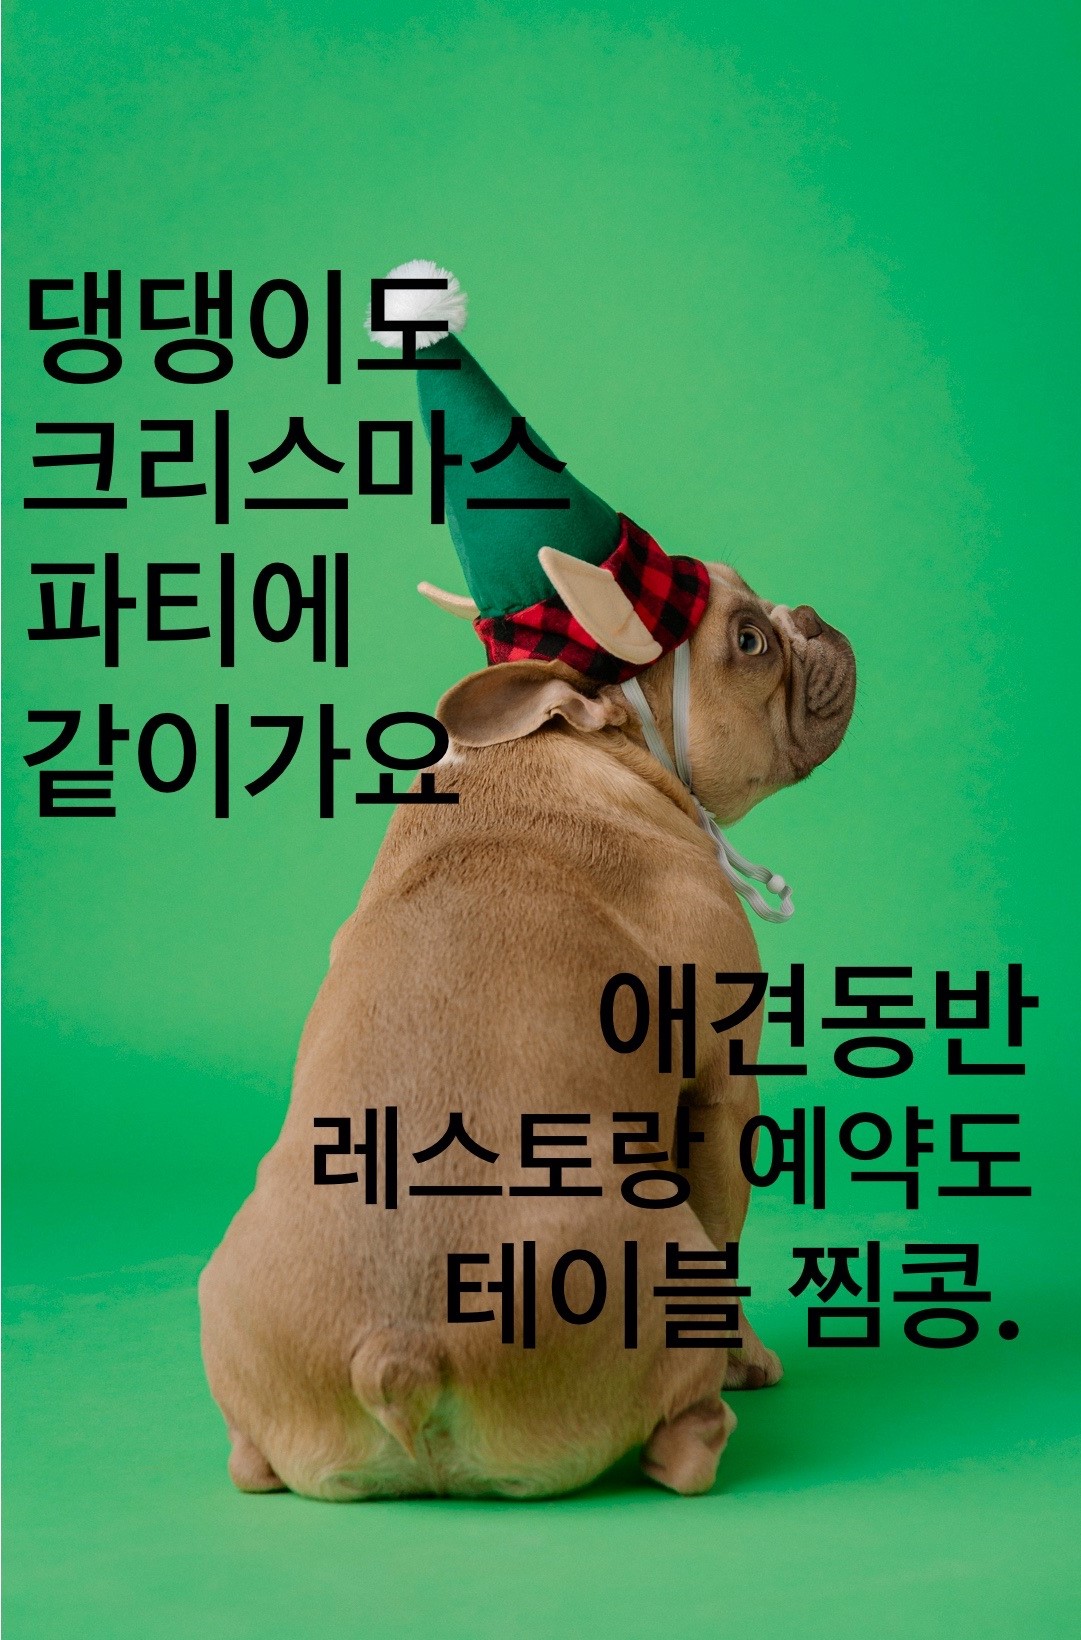 댕댕이도
크리스마스
파티에
같이가요
애견동반
레스토랑 예약도
테이블 찜콩.